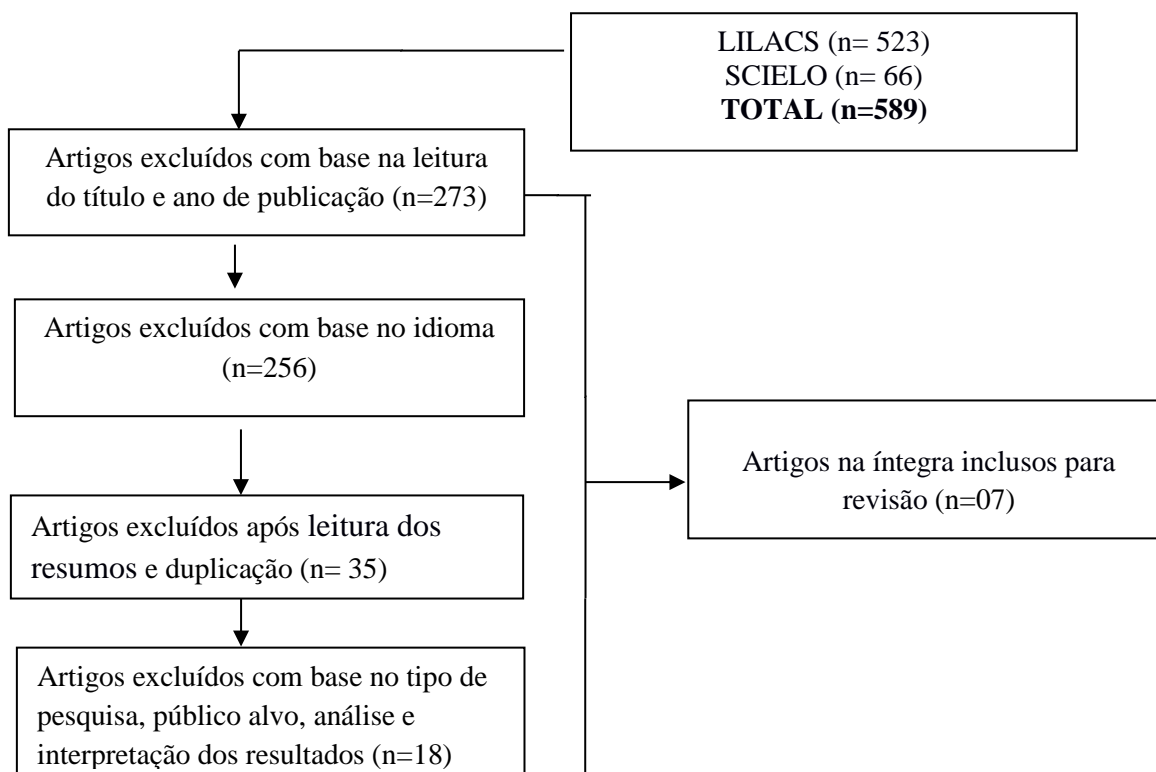 LILACS (n= 523)
SCIELO (n= 66)
TOTAL (n=589)
Artigos excluídos com base na leitura
do título e ano de publicação (n=273)
Artigos excluídos com base no idioma
(n=256)
Artigos na íntegra inclusos para
revisão (n=07)
Artigos excluídos após leitura dos
resumos e duplicação (n= 35)
Artigos excluídos com base no tipo de
pesquisa, público alvo, análise e
interpretação dos resultados (n=18)